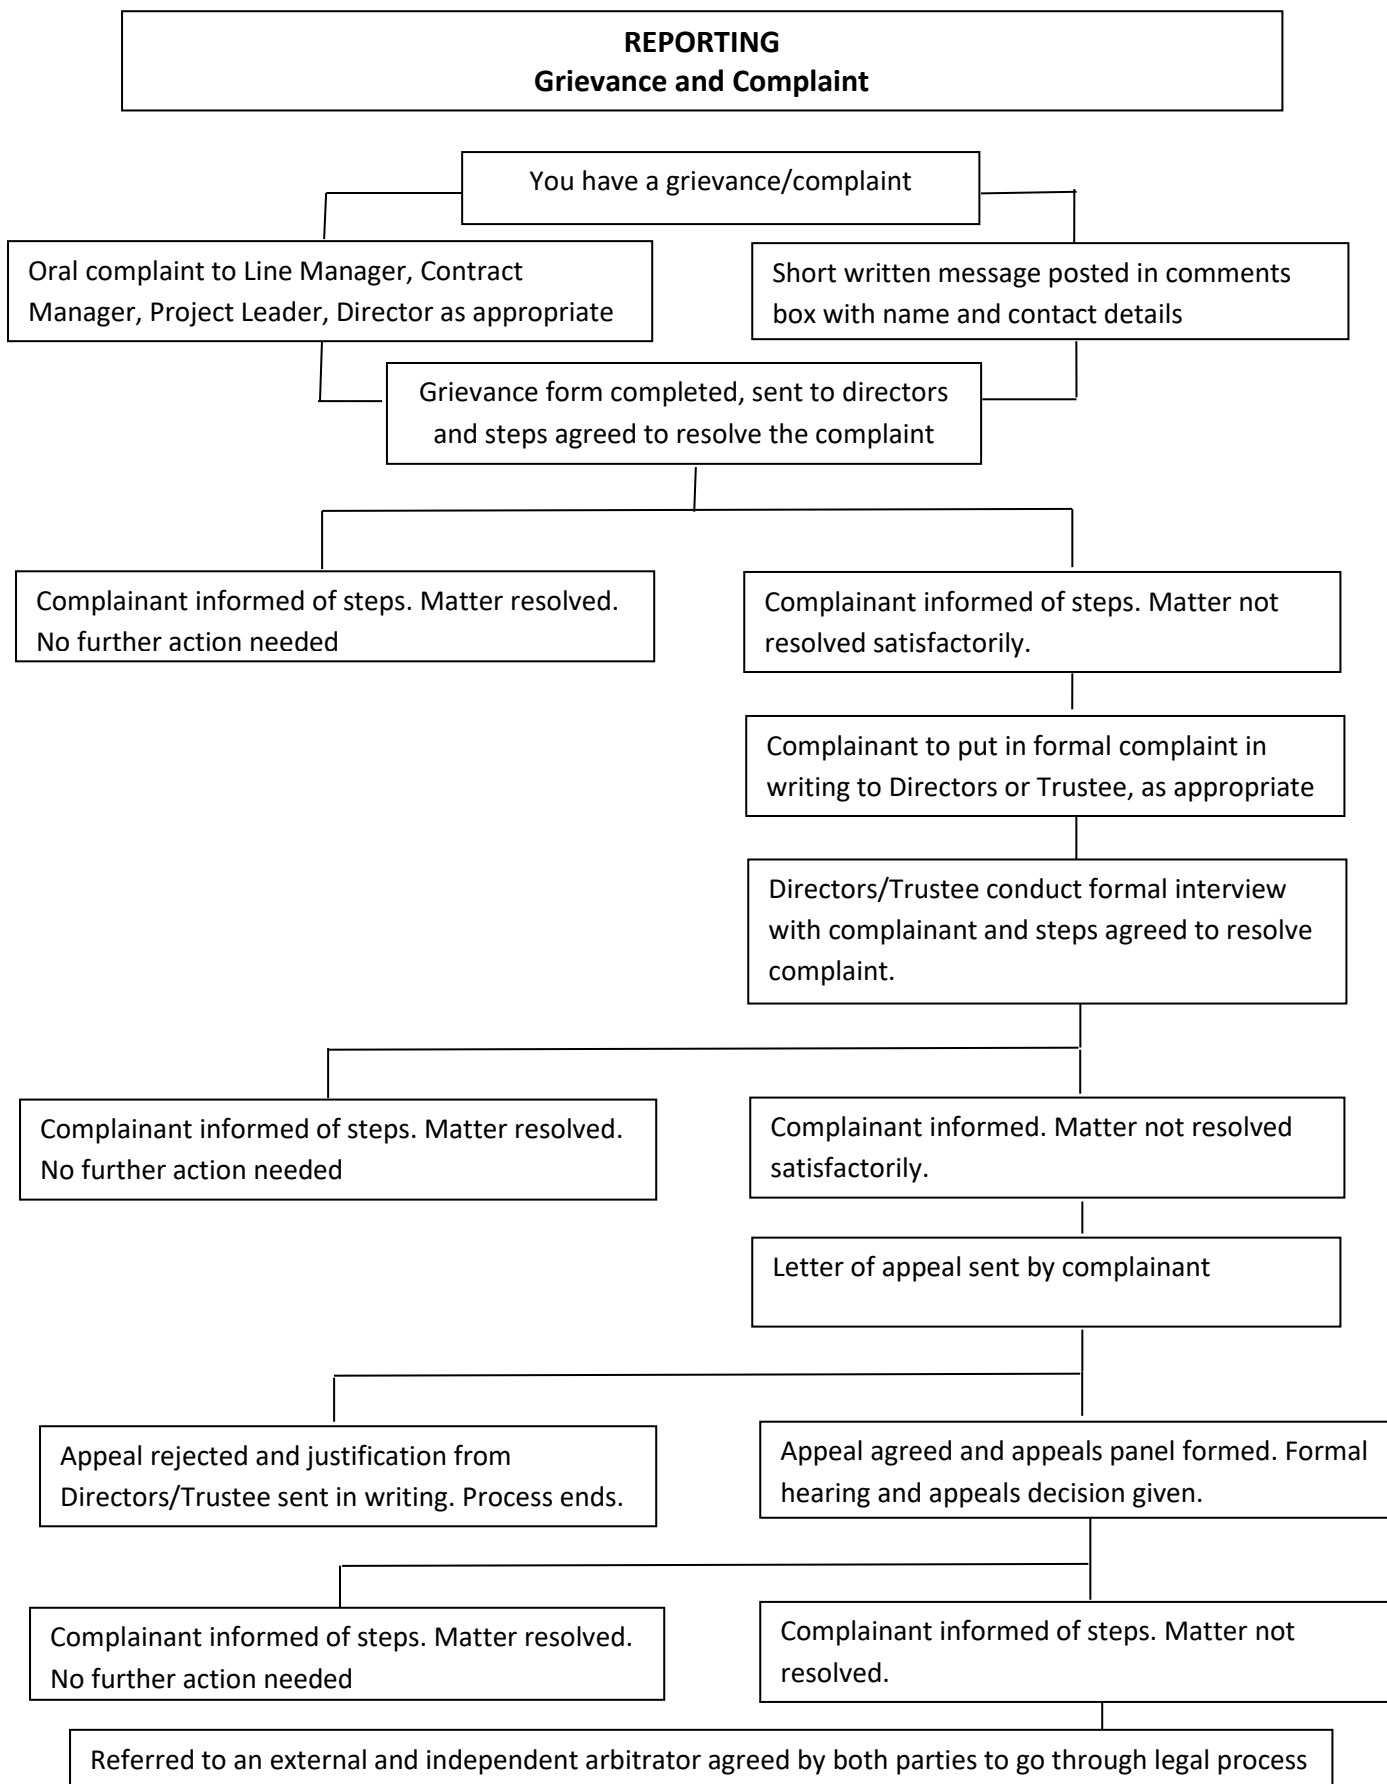 REPORTING
Grievance and Complaint
You have a grievance/complaint
Oral complaint to Line Manager, Contract
Manager, Project Leader, Director as appropriate
Short written message posted in comments
box with name and contact details
Grievance form completed, sent to directors
and steps agreed to resolve the complaint
Complainant informed of steps. Matter resolved.
No further action needed
Complainant informed of steps. Matter not
resolved satisfactorily.
Complainant to put in formal complaint in
writing to Directors or Trustee, as appropriate
Directors/Trustee conduct formal interview
with complainant and steps agreed to resolve
complaint.
Complainant informed of steps. Matter resolved.
No further action needed
Complainant informed. Matter not resolved
satisfactorily.
Letter of appeal sent by complainant
Appeal rejected and justification from
Directors/Trustee sent in writing. Process ends.
Appeal agreed and appeals panel formed. Formal
hearing and appeals decision given.
Complainant informed of steps. Matter resolved.
No further action needed
Complainant informed of steps. Matter not
resolved.
Referred to an external and independent arbitrator agreed by both parties to go through legal process